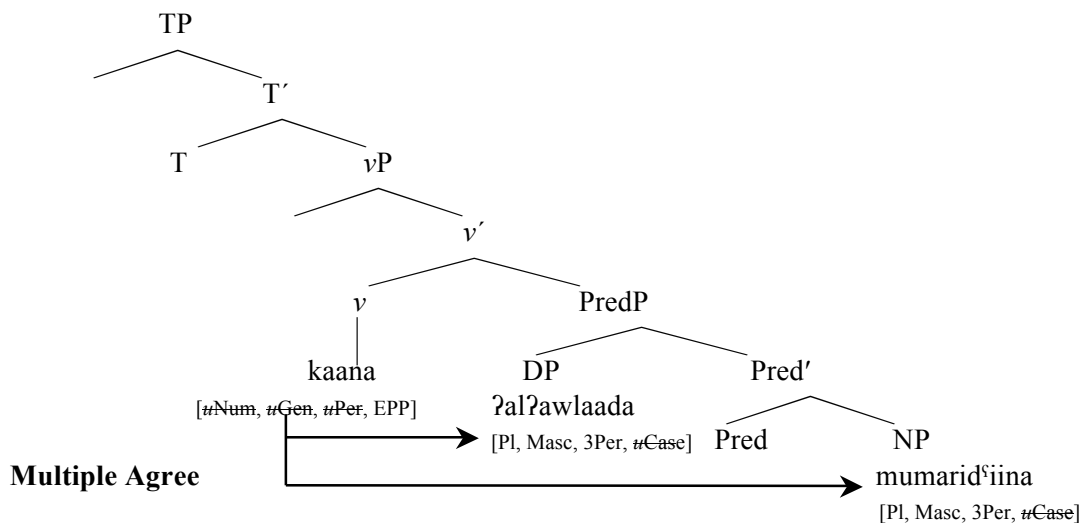 TP
T´
T vP
v´
v PredP
kaana DP Pred′
[uNum, uGen, uPer, EPP] ʔalʔawlaada
[Pl, Masc, 3Per, uCase] Pred NP
Multiple Agree mumaridˤiina
[Pl, Masc, 3Per, uCase]